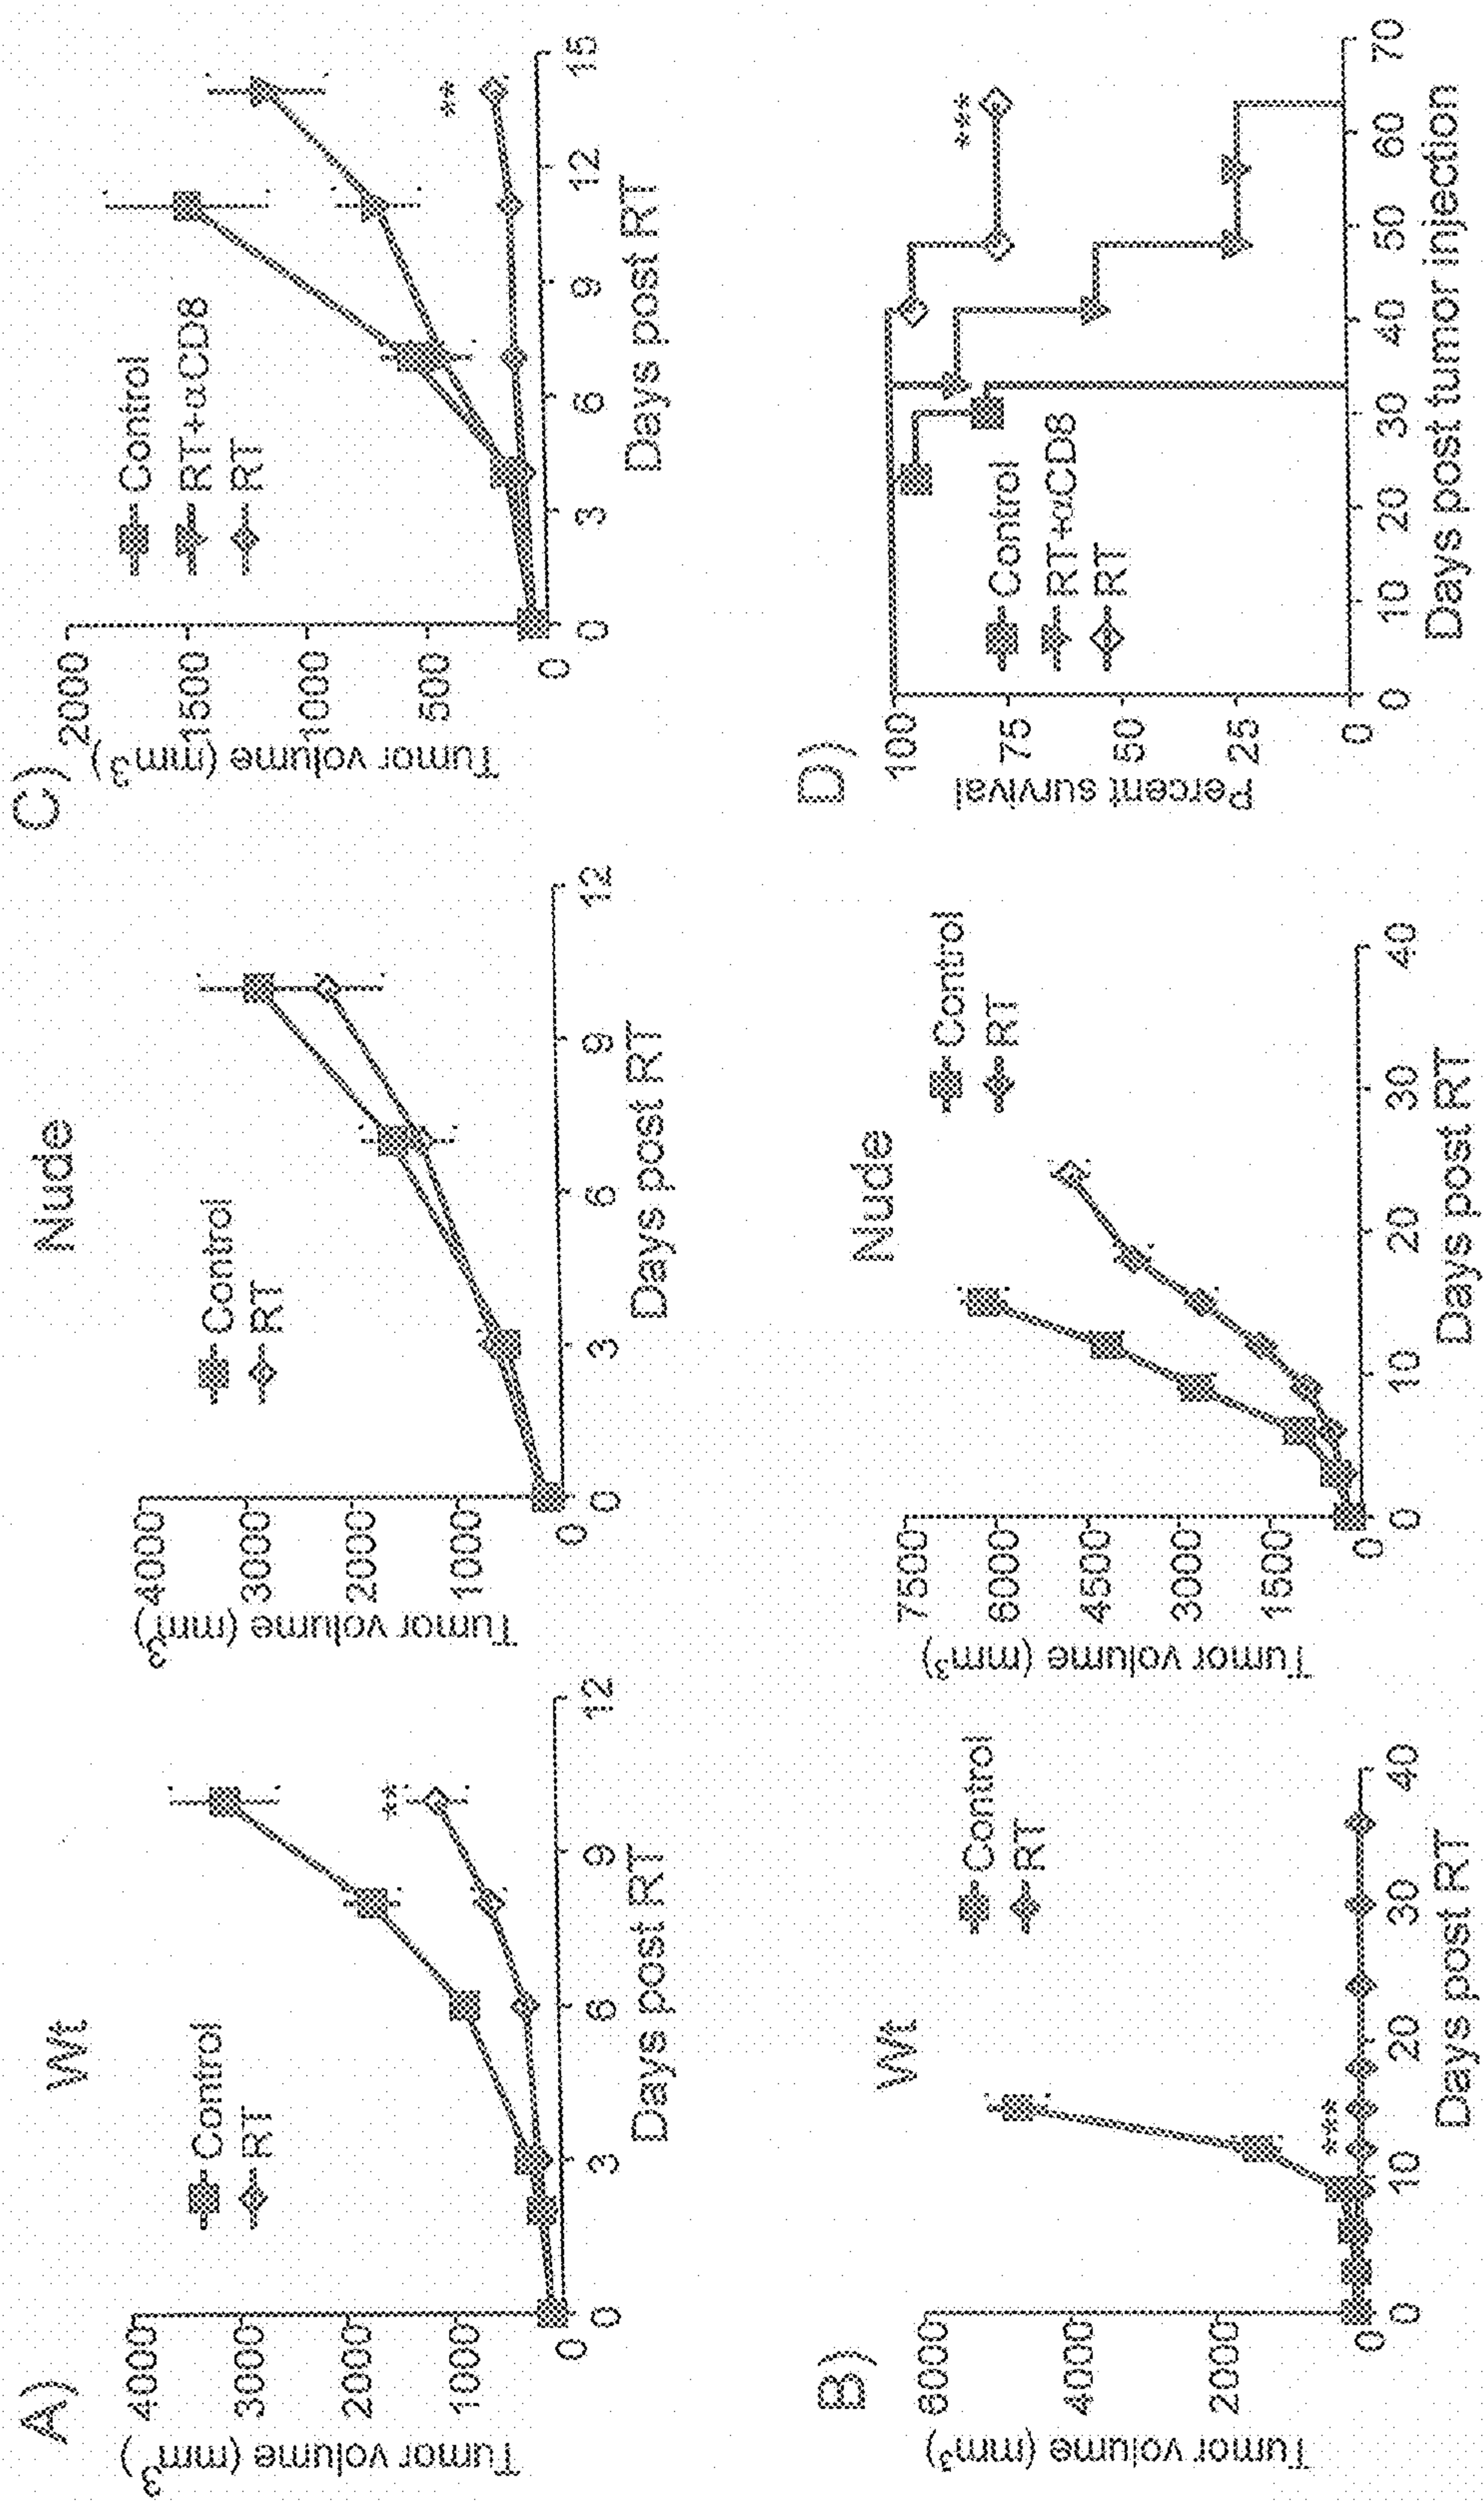 A)
Wt
Tumor volume (mm3)
4000
3000
2000
1000
0
0
3
6
9
12
Days post RT
Control
RT
**
Nude
Tumor volume (mm3)
4000
3000
2000
1000
0
0
3
6
9
12
Days post RT
Control
RT
C)
Tumor volume (mm3)
2000
1500
1000
500
0
0
3
6
9
12
15
Days post RT
Control
RT+αCD8
RT
**
B)
Wt
Tumor volume (mm3)
6000
4000
2000
0
0
10
20
30
40
Days post RT
Control
RT
***
Nude
Tumor volume (mm3)
7500
6000
4500
3000
1500
0
0
10
20
30
40
Days post RT
Control
RT
D)
Percent survival
100
75
50
25
0
0
10
20
30
40
50
60
70
Days post tumor injection
Control
RT+αCD8
RT
***